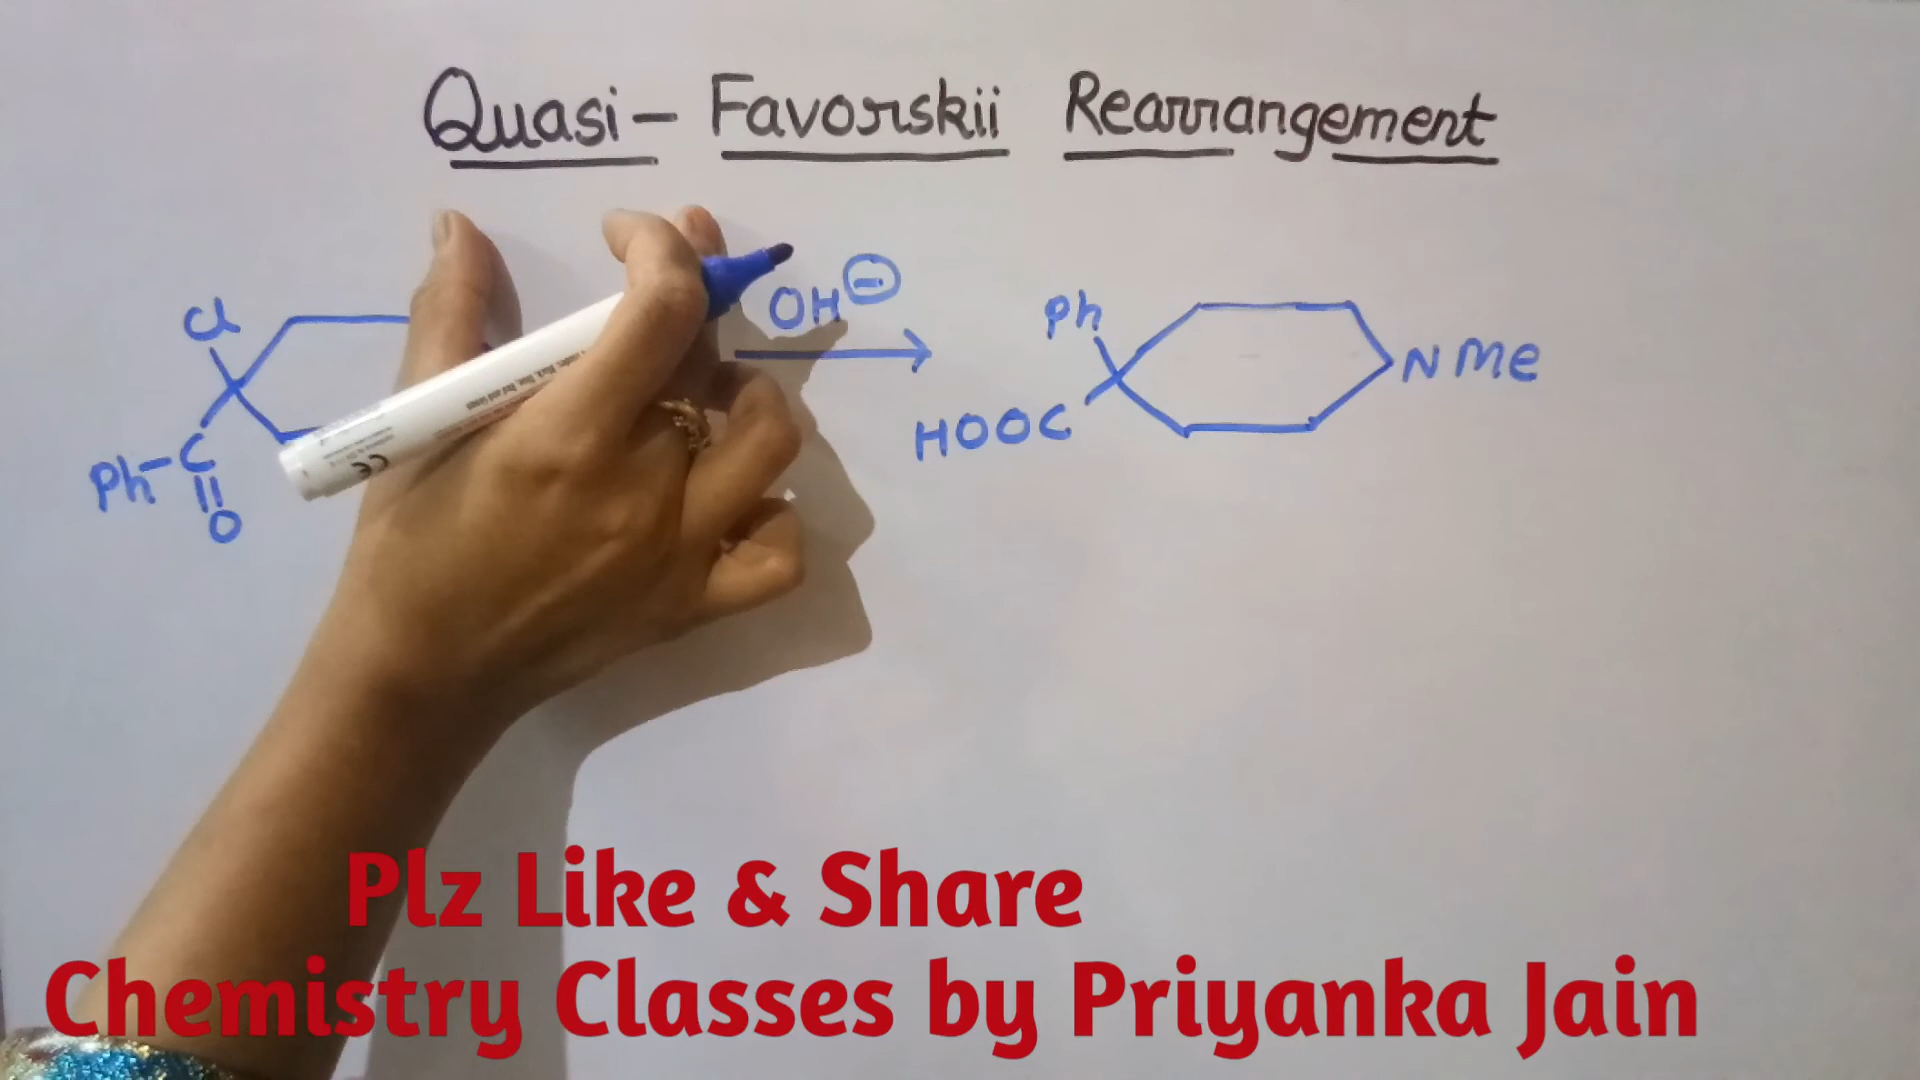 Quasi - Favorskii Rearrangement
Cl
Ph-C
O
OH⊖
Ph
HOOC
NMe
Plz Like & Share
Chemistry Classes by Priyanka Jain